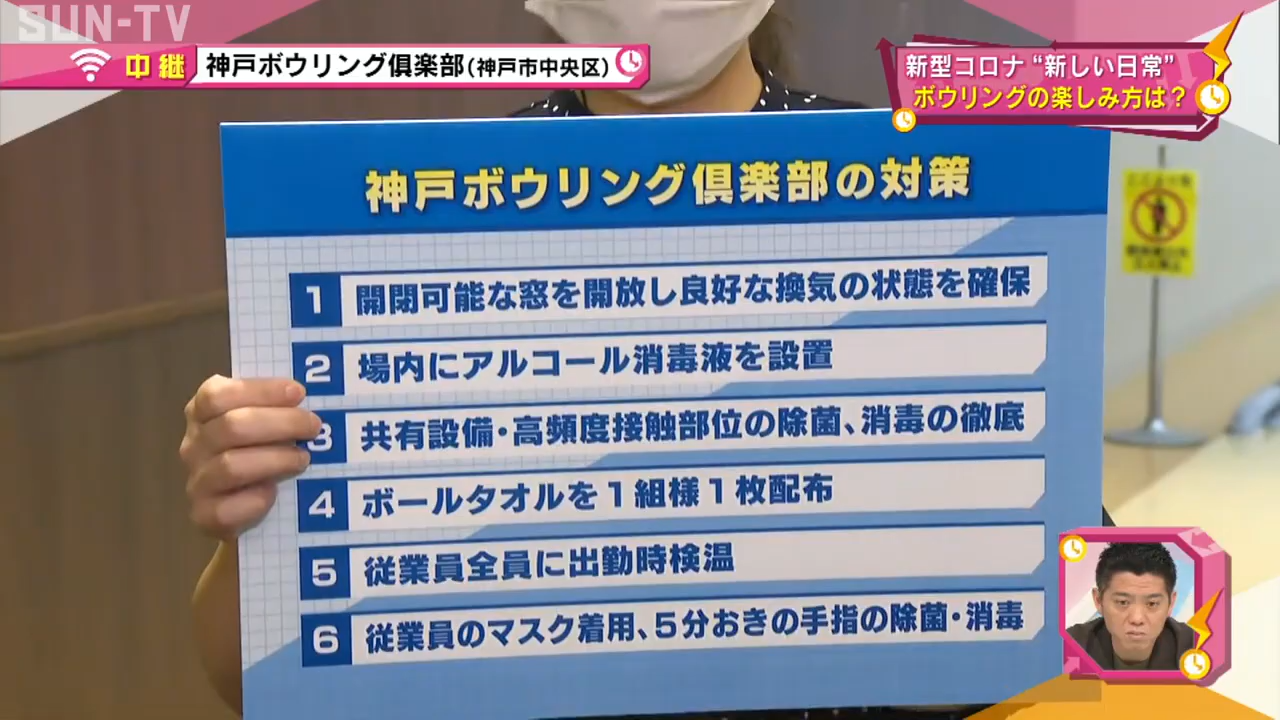 SUN-TV
中継 神戸ボウリング倶楽部(神戸市中央区)
新型コロナ "新しい日常"
ボウリングの楽しみ方は？
神戸ボウリング倶楽部の対策
1 開閉可能な窓を開放し良好な換気の状態を確保
2 場内にアルコール消毒液を設置
3 共有設備・高頻度接触部位の除菌、消毒の徹底
4 ボールタオルを１組様１枚配布
5 従業員全員に出勤時検温
6 従業員のマスク着用、５分おきの手指の除菌・消毒